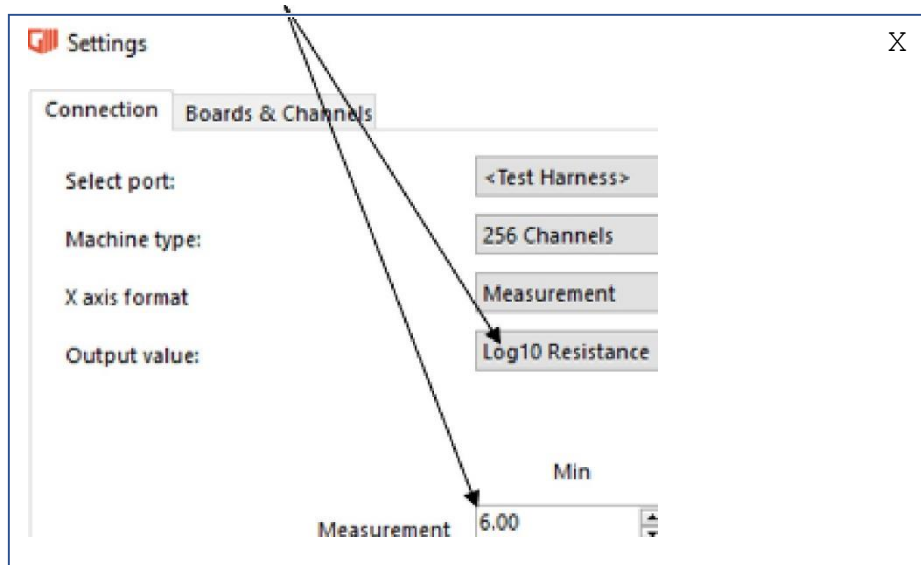 Settings X
Connection Boards & Channels
Select port: <Test Harness>
Machine type: 256 Channels
X axis format Measurement
Output value: Log10 Resistance
Min
Measurement 6.00